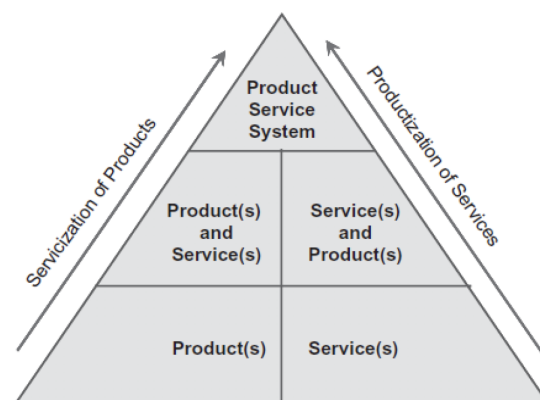 Product
Service
System
Servicization of Products
Productization of Services
Product(s)
and
Service(s)
Service(s)
and
Product(s)
Product(s)
Service(s)